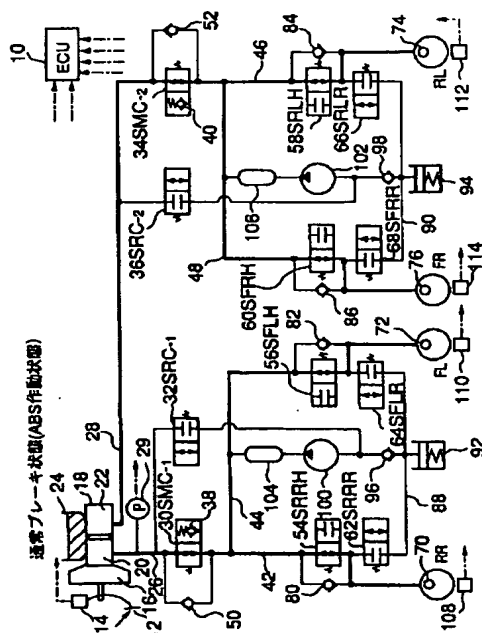 通常ブレーキ状態(ABS作動状態)
10
ECU
14
2
16
24
18
22
20
26
28
29
P
30SMC-1
32SRC-1
38
50
34SMC-2
36SRC-2
40
52
42
44
46
48
54SRRH
56SFLH
58SRLH
60SFRH
62SRRR
64SFLR
66SRLR
68SFRR
80
82
84
86
88
90
92
94
96
98
100
102
104
106
70
RR
72
FL
74
RL
76
FR
108
110
112
114